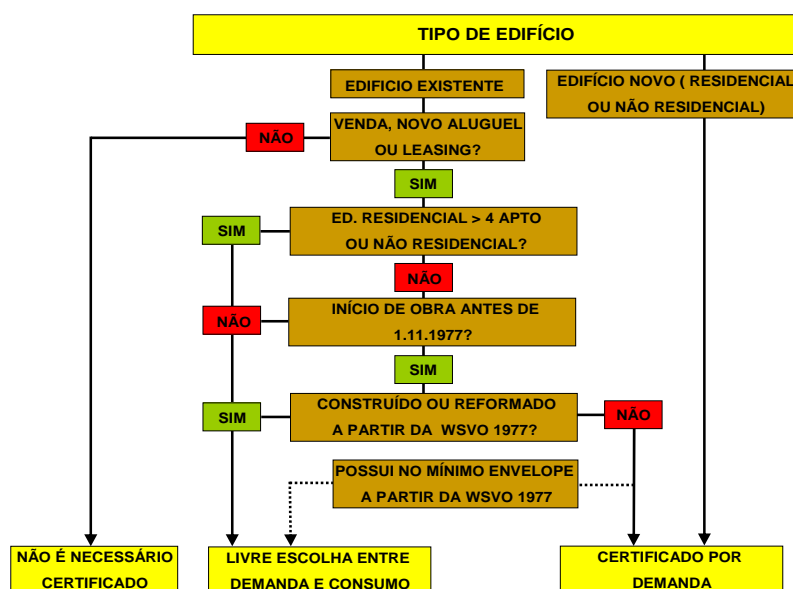 TIPO DE EDIFÍCIO
EDIFICIO EXISTENTE
EDIFÍCIO NOVO ( RESIDENCIAL
OU NÃO RESIDENCIAL)
VENDA, NOVO ALUGUEL
OU LEASING?
NÃO
SIM
ED. RESIDENCIAL > 4 APTO
OU NÃO RESIDENCIAL?
SIM
NÃO
INÍCIO DE OBRA ANTES DE
1.11.1977?
NÃO
SIM
CONSTRUÍDO OU REFORMADO
A PARTIR DA WSVO 1977?
SIM
NÃO
POSSUI NO MÍNIMO ENVELOPE
A PARTIR DA WSVO 1977
NÃO É NECESSÁRIO
CERTIFICADO
LIVRE ESCOLHA ENTRE
DEMANDA E CONSUMO
CERTIFICADO POR
DEMANDA